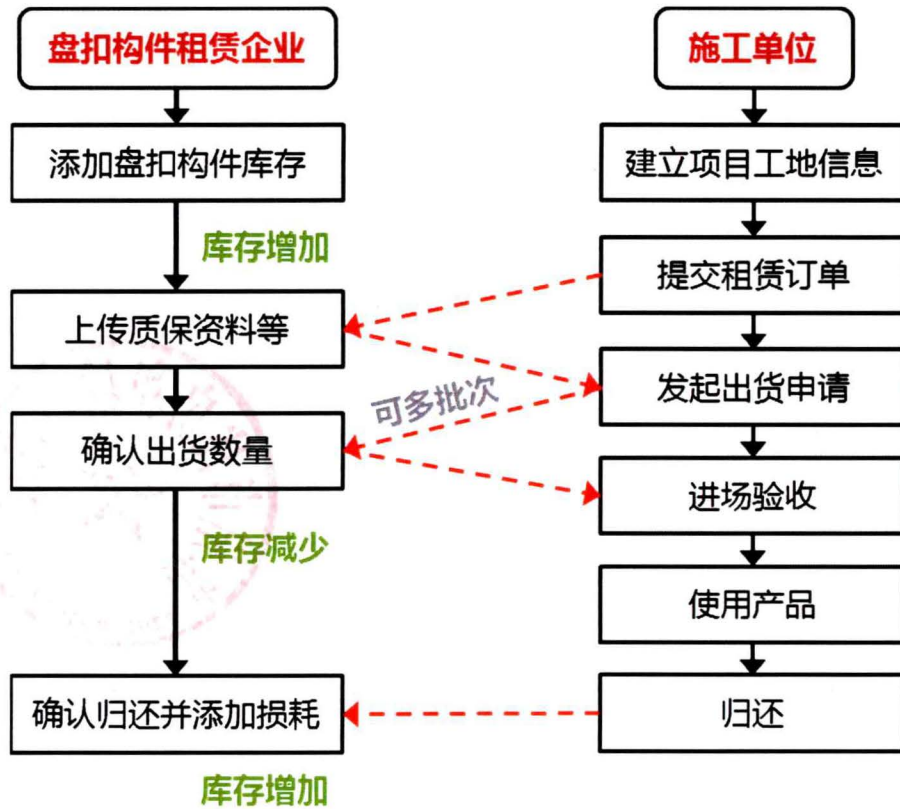 盘扣构件租赁企业
施工单位
添加盘扣构件库存
建立项目工地信息
库存增加
提交租赁订单
上传质保资料等
发起出货申请
可多批次
确认出货数量
进场验收
库存减少
使用产品
确认归还并添加损耗
归还
库存增加